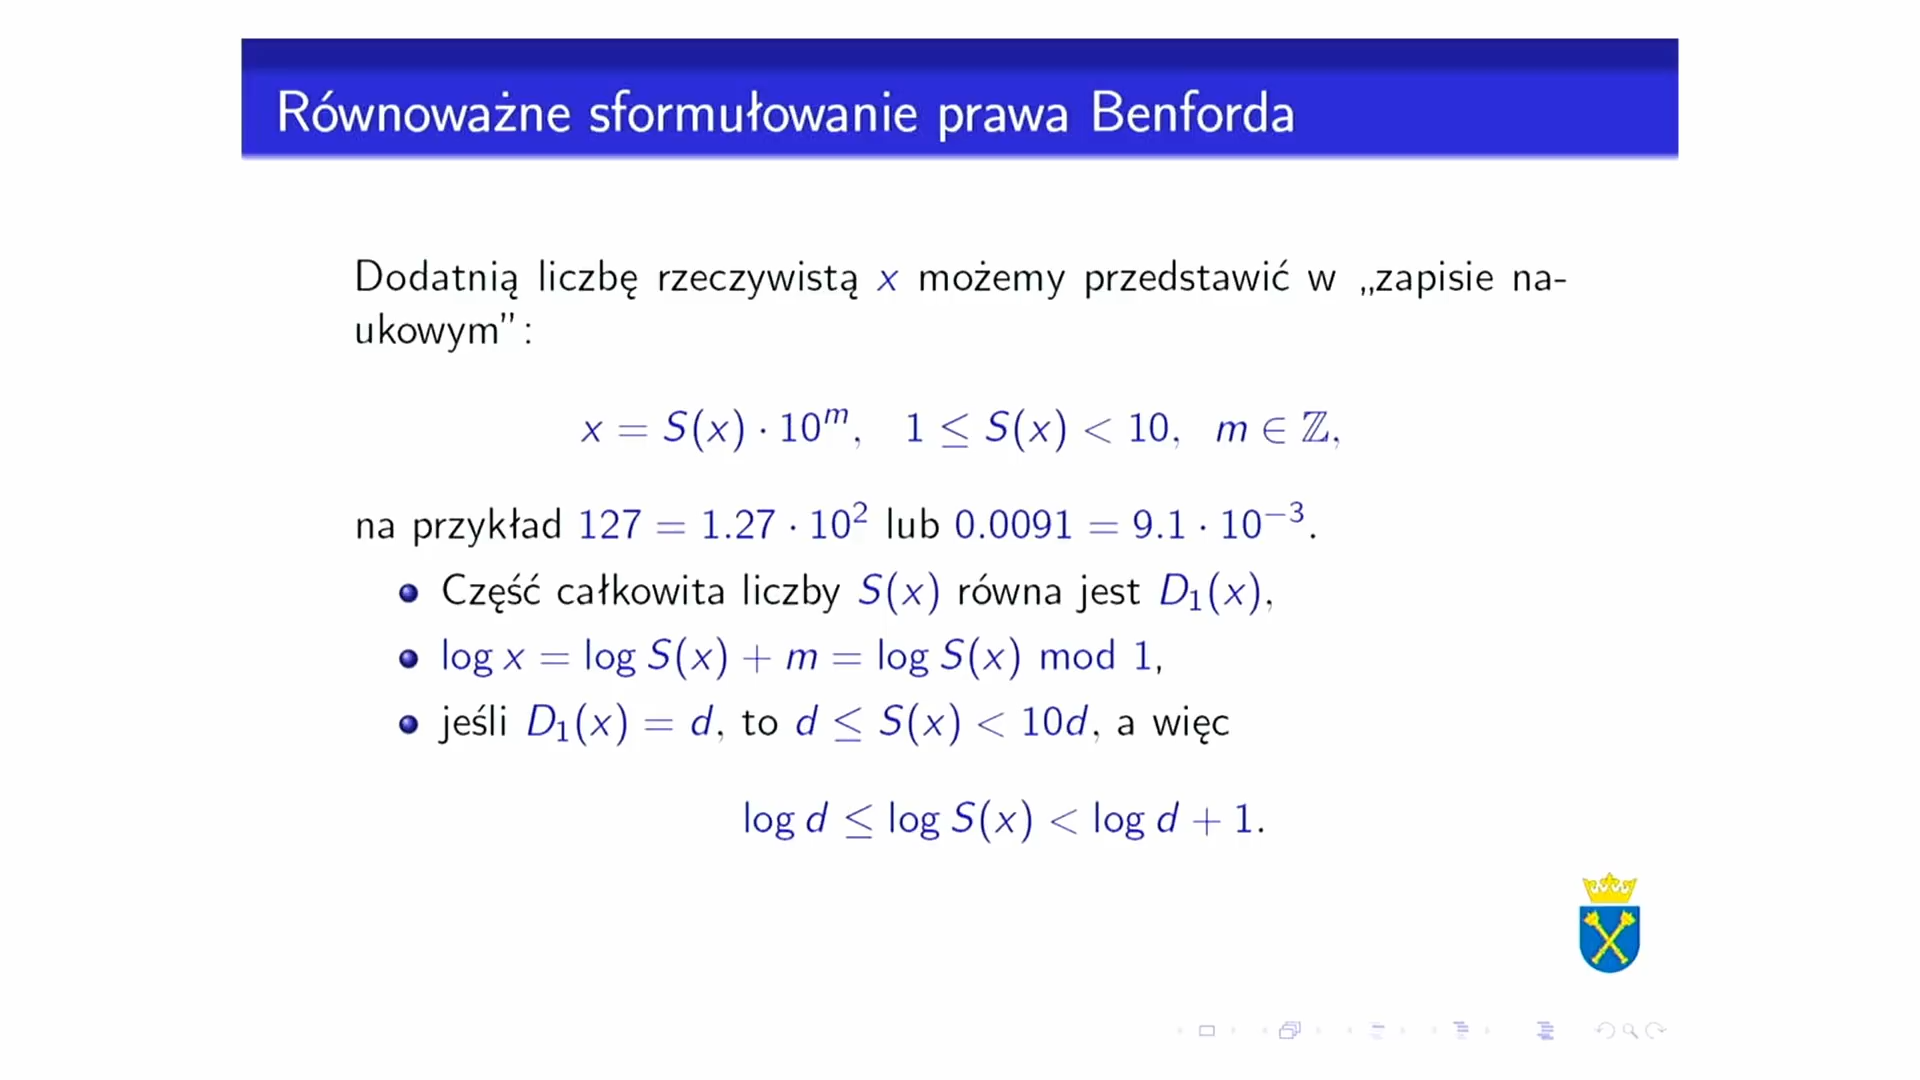 Równoważne sformułowanie prawa Benforda
Dodatnią liczbę rzeczywistą x możemy przedstawić w „zapisie na-
ukowym”:
x = S(x) · 10^m, 1 ≤ S(x) < 10, m ∈ ℤ,
na przykład 127 = 1.27 · 10² lub 0.0091 = 9.1 · 10⁻³.
Część całkowita liczby S(x) równa jest D₁(x),
log x = log S(x) + m = log S(x) mod 1,
jeśli D₁(x) = d, to d ≤ S(x) < 10d, a więc
log d ≤ log S(x) < log d + 1.